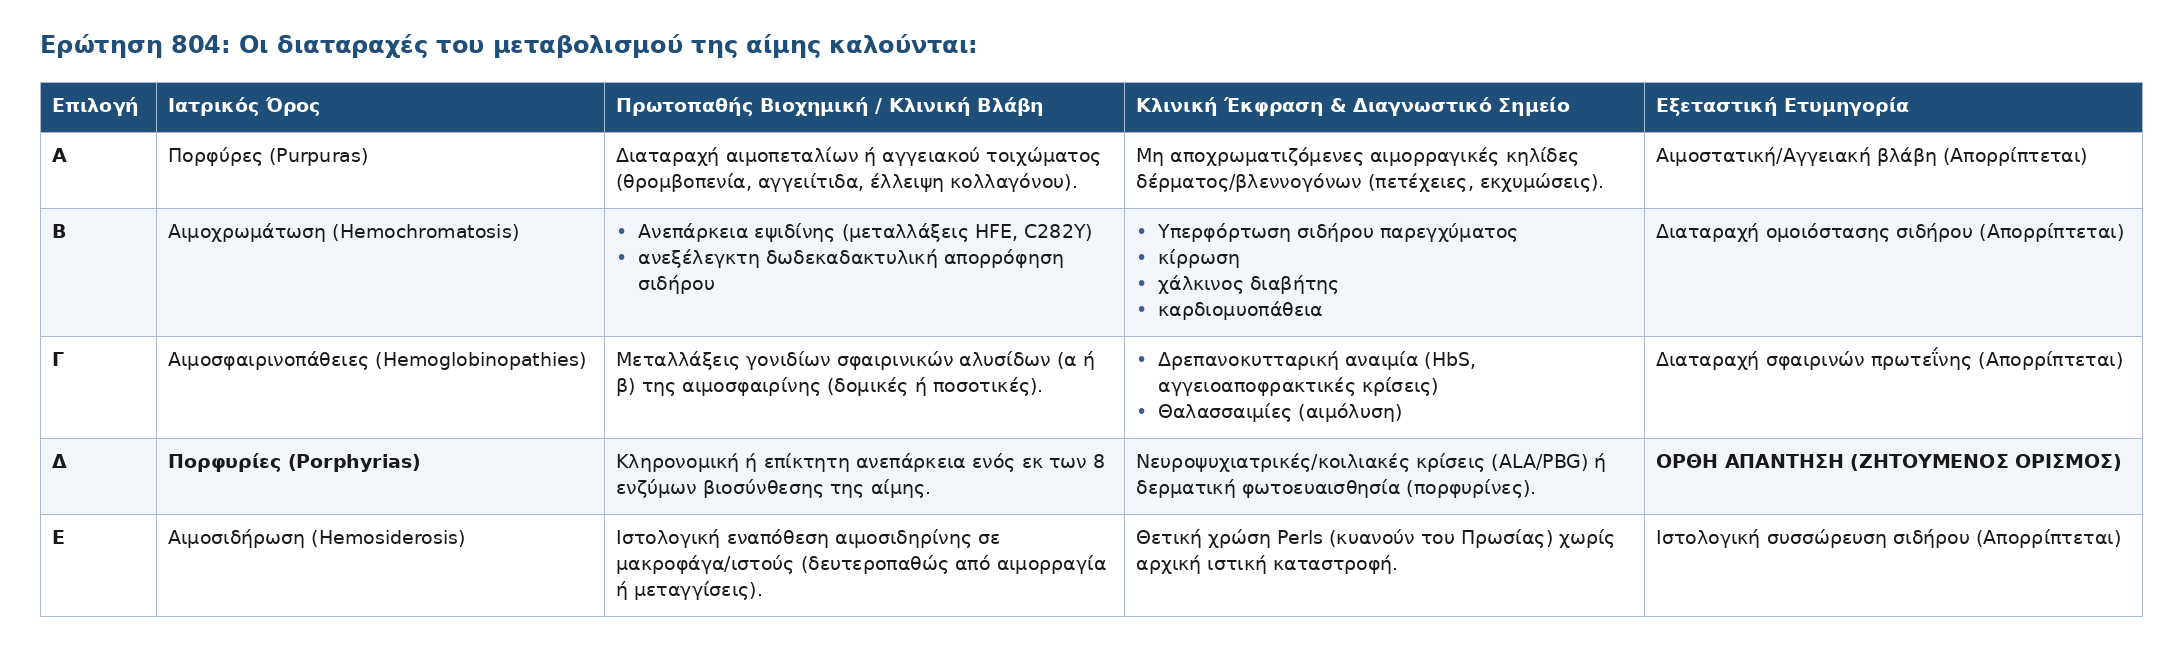 Ερώτηση 804: Οι διαταραχές του μεταβολισμού της αίμης καλούνται:
Επιλογή Ιατρικός Όρος Πρωτοπαθής Βιοχημική / Κλινική Βλάβη Κλινική Έκφραση & Διαγνωστικό Σημείο Εξεταστική Ετυμηγορία
Α Πορφύρες (Purpuras) Διαταραχή αιμοπεταλίων ή αγγειακού τοιχώματος Μη αποχρωματιζόμενες αιμορραγικές κηλίδες Αιμοστατική/Αγγειακή βλάβη (Απορρίπτεται)
(θρομβοπενία, αγγειίτιδα, έλλειψη κολλαγόνου). δέρματος/βλεννογόνων (πετέχειες, εκχυμώσεις).
Β Αιμοχρωμάτωση (Hemochromatosis) • Ανεπάρκεια εψιδίνης (μεταλλάξεις HFE, C282Y) • Υπερφόρτωση σιδήρου παρεγχύματος Διαταραχή ομοιόστασης σιδήρου (Απορρίπτεται)
• ανεξέλεγκτη δωδεκαδακτυλική απορρόφηση • κίρρωση
σιδήρου • χάλκινος διαβήτης
• καρδιομυοπάθεια
Γ Αιμοσφαιρινοπάθειες (Hemoglobinopathies) Μεταλλάξεις γονιδίων σφαιρινικών αλυσίδων (α ή • Δρεπανοκυτταρική αναιμία (HbS, Διαταραχή σφαιρινών πρωτεΐνης (Απορρίπτεται)
β) της αιμοσφαιρίνης (δομικές ή ποσοτικές). αγγειοαποφρακτικές κρίσεις)
• Θαλασσαιμίες (αιμόλυση)
Δ Πορφυρίες (Porphyrias) Κληρονομική ή επίκτητη ανεπάρκεια ενός εκ των 8 Νευροψυχιατρικές/κοιλιακές κρίσεις (ALA/PBG) ή ΟΡΘΗ ΑΠΑΝΤΗΣΗ (ΖΗΤΟΥΜΕΝΟΣ ΟΡΙΣΜΟΣ)
ενζύμων βιοσύνθεσης της αίμης. δερματική φωτοευαισθησία (πορφυρίνες).
Ε Αιμοσιδήρωση (Hemosiderosis) Ιστολογική εναπόθεση αιμοσιδηρίνης σε Θετική χρώση Perls (κυανούν του Πρωσίας) χωρίς Ιστολογική συσσώρευση σιδήρου (Απορρίπτεται)
μακροφάγα/ιστούς (δευτεροπαθώς από αιμορραγία αρχική ιστική καταστροφή.
ή μεταγγίσεις).